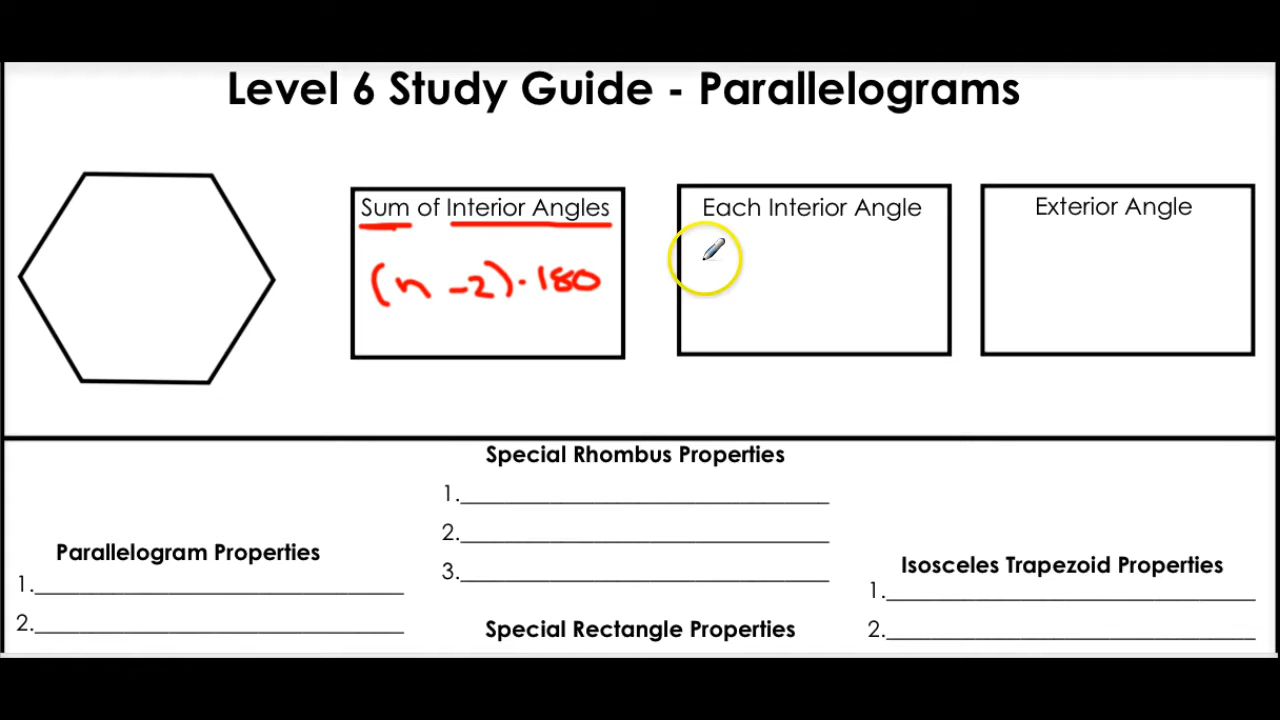 Level 6 Study Guide - Parallelograms
Sum of Interior Angles
(n - 2) · 180
Each Interior Angle
Exterior Angle
Special Rhombus Properties
1.
2.
3.
Parallelogram Properties
1.
2.
Special Rectangle Properties
Isosceles Trapezoid Properties
1.
2.